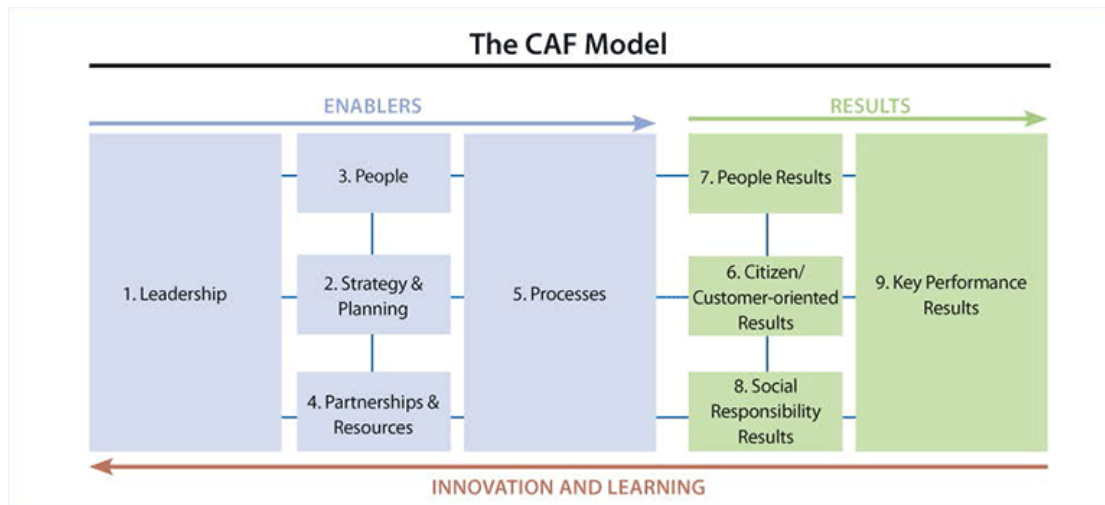 The CAF Model
ENABLERS
RESULTS
1. Leadership
3. People
2. Strategy &
Planning
4. Partnerships &
Resources
5. Processes
7. People Results
6. Citizen/
Customer-oriented
Results
8. Social
Responsibility
Results
9. Key Performance
Results
INNOVATION AND LEARNING